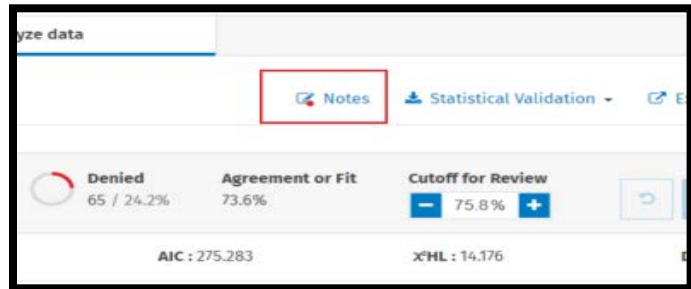 yze data
Notes Statistical Validation E
Denied Agreement or Fit Cutoff for Review
65 / 24.2% 73.6% 75.8%
AIC : 275.283 χ²HL : 14.176 D